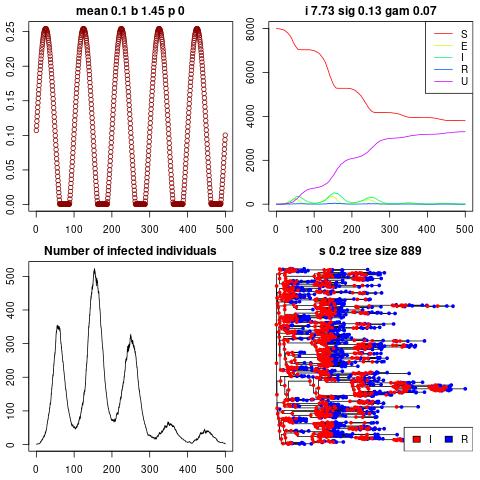 mean 0.1 b 1.45 p 0
0.25
0.20
0.15
0.10
0.05
0.00
0 100 200 300 400 500
i 7.73 sig 0.13 gam 0.07
8000
6000
4000
2000
0
S
E
I
R
U
0 100 200 300 400 500
Number of infected individuals
500
400
300
200
100
0
0 100 200 300 400 500
s 0.2 tree size 889
I R